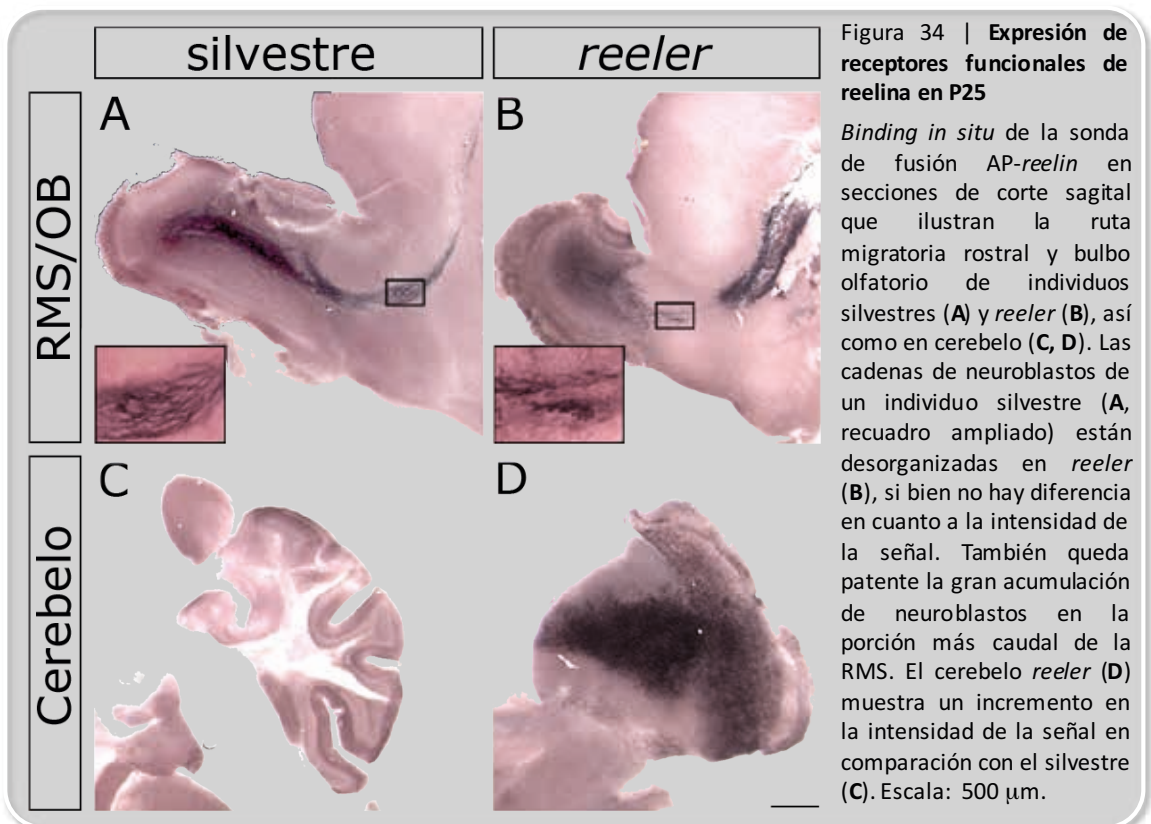 silvestre
reeler
RMS/OB
A
B
Cerebelo
C
D
Figura 34 | Expresión de
receptores funcionales de
reelina en P25
Binding in situ de la sonda
de fusión AP-reelin en
secciones de corte sagital
que ilustran la ruta
migratoria rostral y bulbo
olfatorio de individuos
silvestres (A) y reeler (B), así
como en cerebelo (C, D). Las
cadenas de neuroblastos de
un individuo silvestre (A,
recuadro ampliado) están
desorganizadas en reeler
(B), si bien no hay diferencia
en cuanto a la intensidad de
la señal. También queda
patente la gran acumulación
de neuroblastos en la
porción más caudal de la
RMS. El cerebelo reeler (D)
muestra un incremento en
la intensidad de la señal en
comparación con el silvestre
(C). Escala: 500 μm.